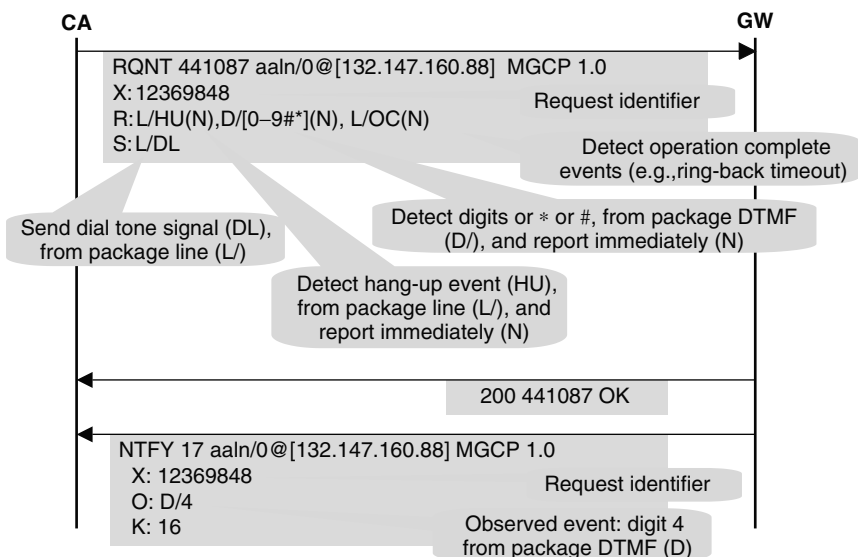 CA
GW
RQNT 441087 aaln/0@[132.147.160.88] MGCP 1.0
X: 12369848
Request identifier
R: L/HU(N),D/[0–9#*](N), L/OC(N)
S: L/DL
Detect operation complete
events (e.g.,ring-back timeout)
Send dial tone signal (DL),
from package line (L/)
Detect digits or * or #, from package DTMF
(D/), and report immediately (N)
Detect hang-up event (HU),
from package line (L/), and
report immediately (N)
200 441087 OK
NTFY 17 aaln/0@[132.147.160.88] MGCP 1.0
X: 12369848
Request identifier
O: D/4
K: 16
Observed event: digit 4
from package DTMF (D)